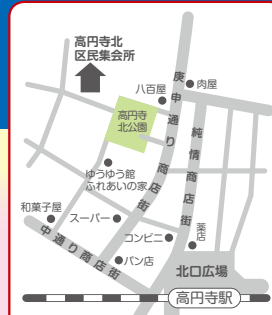 高円寺北
区民集会所
八百屋
肉屋
庚申通り商店街
純情商店街
高円寺
北公園
ゆうゆう館
ふれあいの家
和菓子屋
スーパー
中通り商店街
コンビニ
薬店
パン店
北口広場
高円寺駅